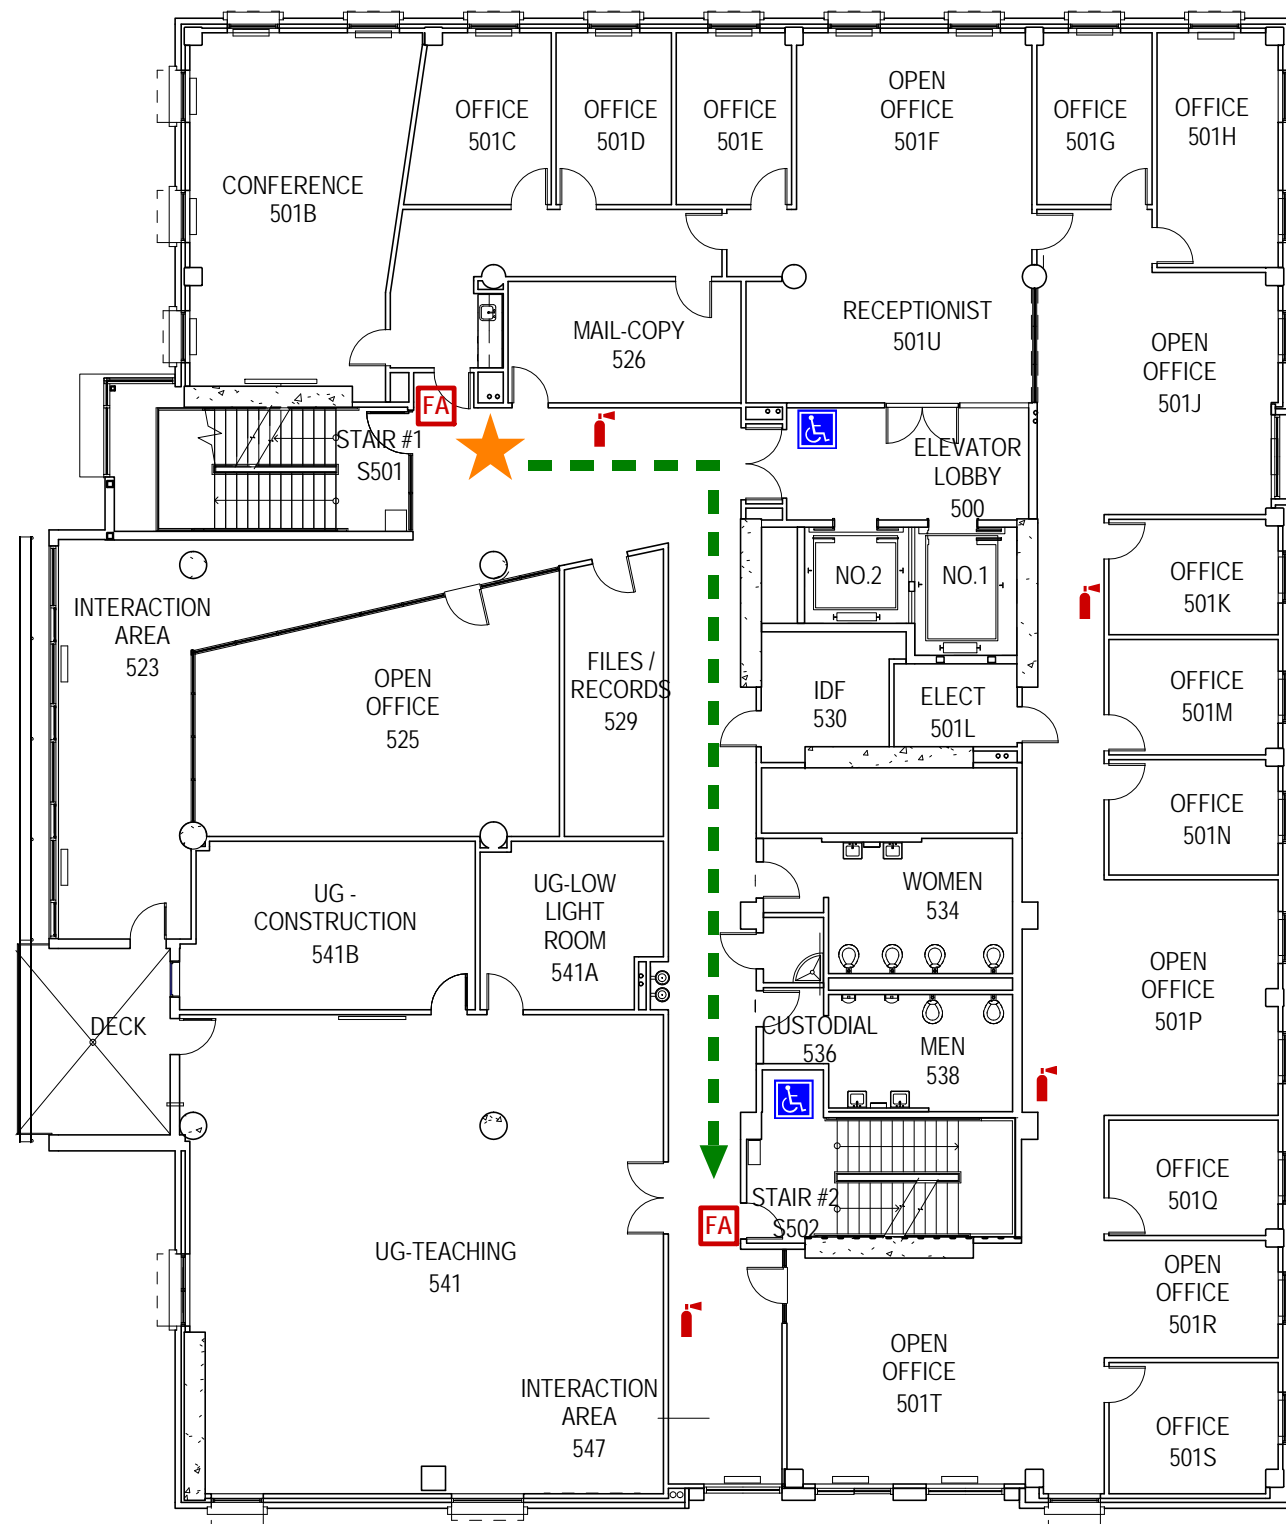 OFFICE
501C
OFFICE
501D
OFFICE
501E
OPEN
OFFICE
501F
OFFICE
501G
OFFICE
501H
CONFERENCE
501B
MAIL-COPY
526
RECEPTIONIST
501U
OPEN
OFFICE
501J
FA
STAIR #1
S501
ELEVATOR
LOBBY
500
NO.2
NO.1
OFFICE
501K
INTERACTION
AREA
523
OPEN
OFFICE
525
FILES /
RECORDS
529
IDF
530
ELECT
501L
OFFICE
501M
OFFICE
501N
UG -
CONSTRUCTION
541B
UG-LOW
LIGHT
ROOM
541A
WOMEN
534
OPEN
OFFICE
501P
DECK
CUSTODIAL
536
MEN
538
STAIR #2
S502
FA
OFFICE
501Q
UG-TEACHING
541
OPEN
OFFICE
501R
OPEN
OFFICE
501T
INTERACTION
AREA
547
OFFICE
501S